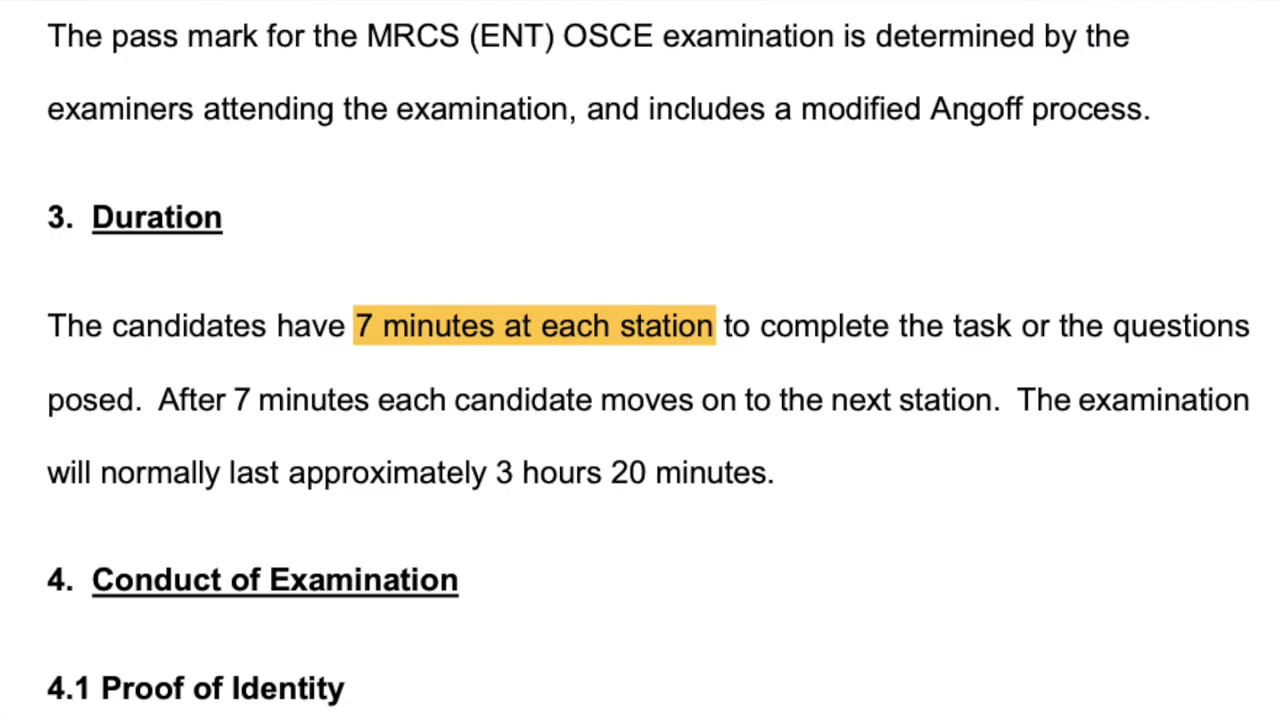 The pass mark for the MRCS (ENT) OSCE examination is determined by the
examiners attending the examination, and includes a modified Angoff process.
3. Duration
The candidates have 7 minutes at each station to complete the task or the questions
posed. After 7 minutes each candidate moves on to the next station. The examination
will normally last approximately 3 hours 20 minutes.
4. Conduct of Examination
4.1 Proof of Identity